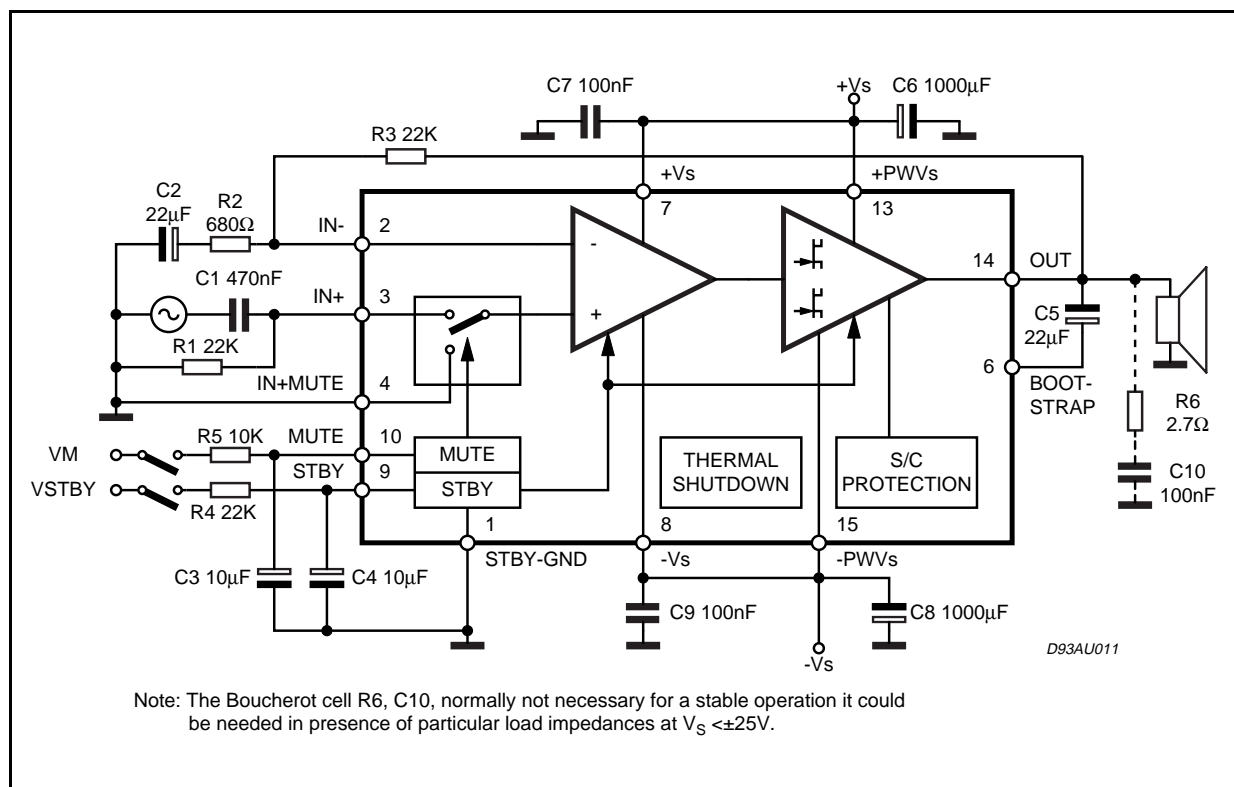 C7 100nF
+Vs
C6 1000μF
R3 22K
+Vs
+PWVs
C2
22μF
R2
680Ω
IN-
2
7
13
-
C1 470nF
IN+
3
+
14
OUT
C5
22μF
R1 22K
IN+MUTE
4
6
BOOT-
STRAP
R6
2.7Ω
VM
R5 10K
MUTE
10
MUTE
THERMAL
SHUTDOWN
S/C
PROTECTION
C10
100nF
VSTBY
R4 22K
STBY
9
STBY
1
8
15
STBY-GND
-Vs
-PWVs
C3 10μF
C4 10μF
C9 100nF
C8 1000μF
-Vs
D93AU011
Note: The Boucherot cell R6, C10, normally not necessary for a stable operation it could
be needed in presence of particular load impedances at VS <±25V.